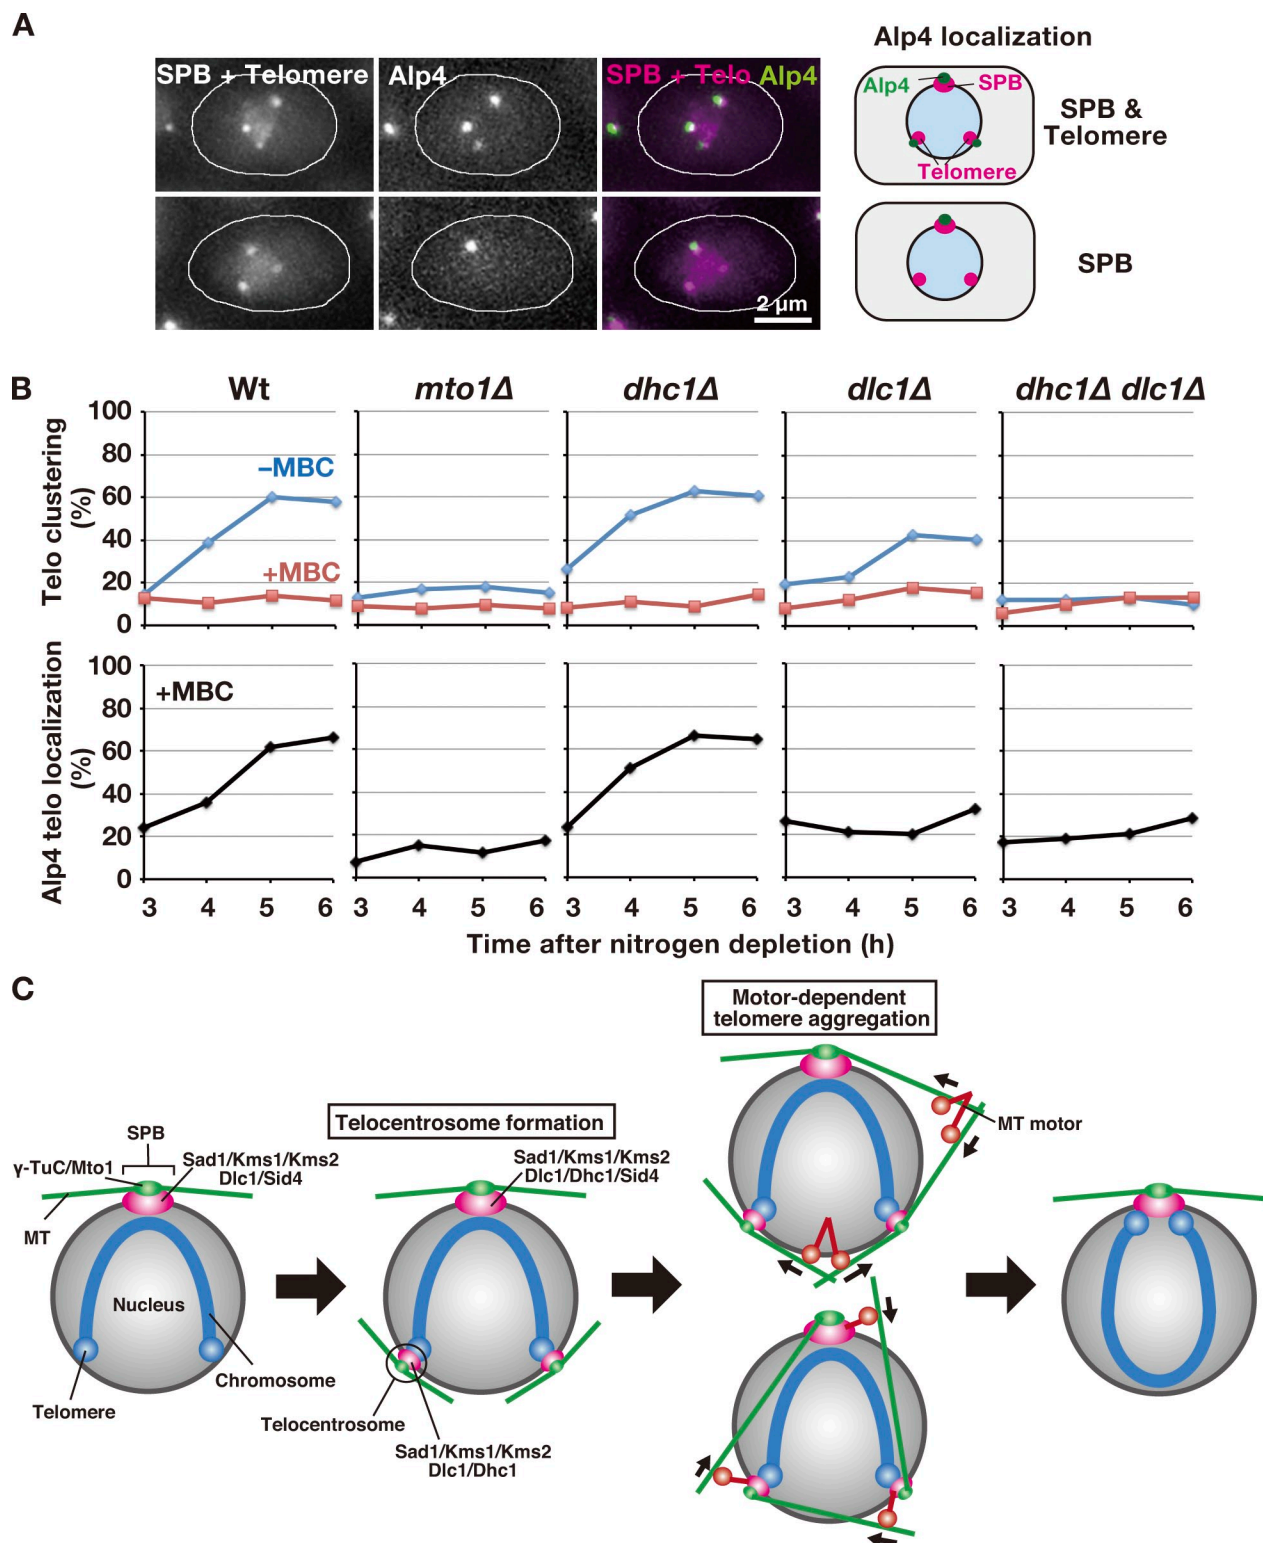 A
Alp4 localization
SPB + Telomere
Alp4
SPB + Telo Alp4
Alp4
SPB
Telomere
SPB &
Telomere
2 µm
SPB
B
Wt
mto1Δ
dhc1Δ
dlc1Δ
dhc1Δ dlc1Δ
Telo clustering
(%)
100
80
60
40
20
0
–MBC
+MBC
Alp4 telo localization
(%)
100
80
60
40
20
0
+MBC
3 4 5 6
3 4 5 6
3 4 5 6
3 4 5 6
3 4 5 6
Time after nitrogen depletion (h)
C
Motor-dependent
telomere aggregation
Telocentrosome formation
MT motor
SPB
γ-TuC/Mto1
Sad1/Kms1/Kms2
Dlc1/Sid4
MT
Nucleus
Chromosome
Telomere
Sad1/Kms1/Kms2
Dlc1/Dhc1/Sid4
Telocentrosome
Sad1/Kms1/Kms2
Dlc1/Dhc1